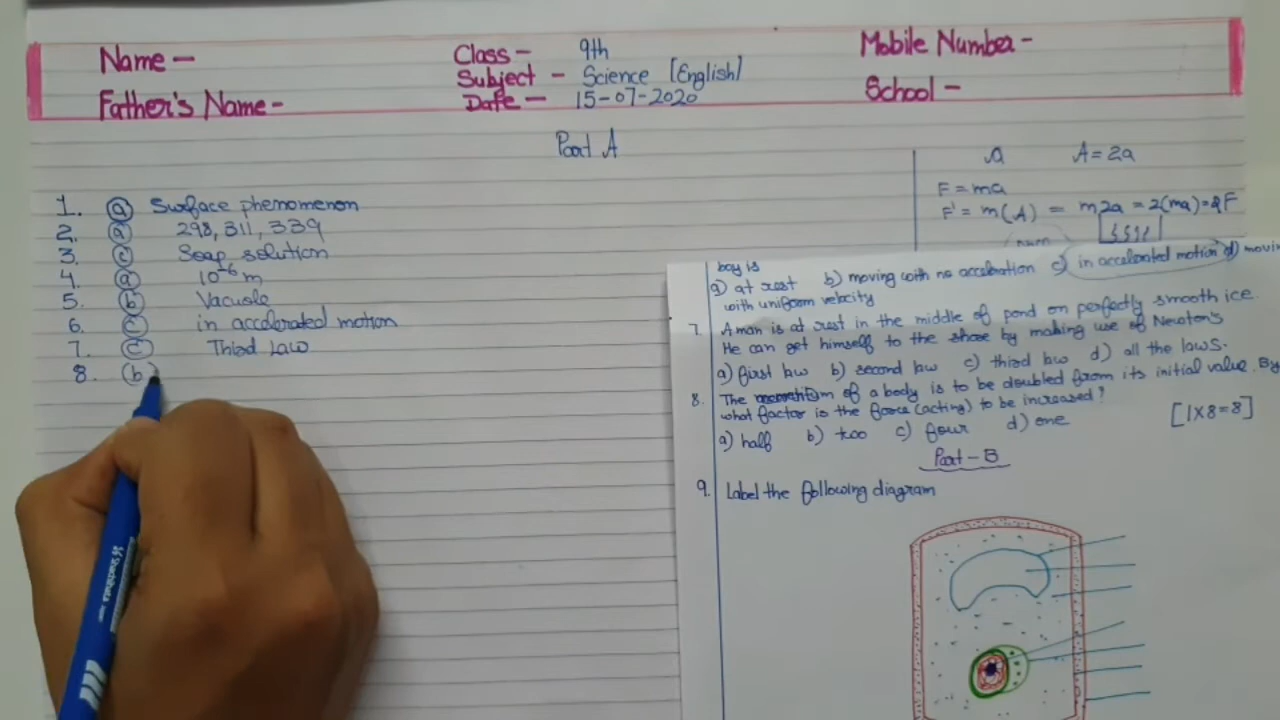 Name -
Class - 9th
Mobile Number -
Subject - Science [English]
Father's Name -
Date - 15-07-2020
School -
Part A
a A = 2a
F = ma
F' = m(A) = m2a = 2(ma) = 2F
1. (a) Surface phenomenon
2. (a) 298, 311, 339
3. (c) Soap solution
4. (a) 10^-6 m
5. (b) Vacuole
6. (c) in accelerated motion
7. (c) Third Law
8. (b)
boy is
a) at rest b) moving with no acceleration c) in accelerated motion d) movin
with uniform velocity
7. A man is at rest in the middle of pond on perfectly smooth ice.
He can get himself to the shore by making use of Newton's
a) first law b) second law c) third law d) all the laws.
8. The of a body is to be doubled from its initial value. By
what factor is the force (acting) to be increased?
a) half b) two c) four d) one [1X8=8]
Part - B
9. Label the following diagram